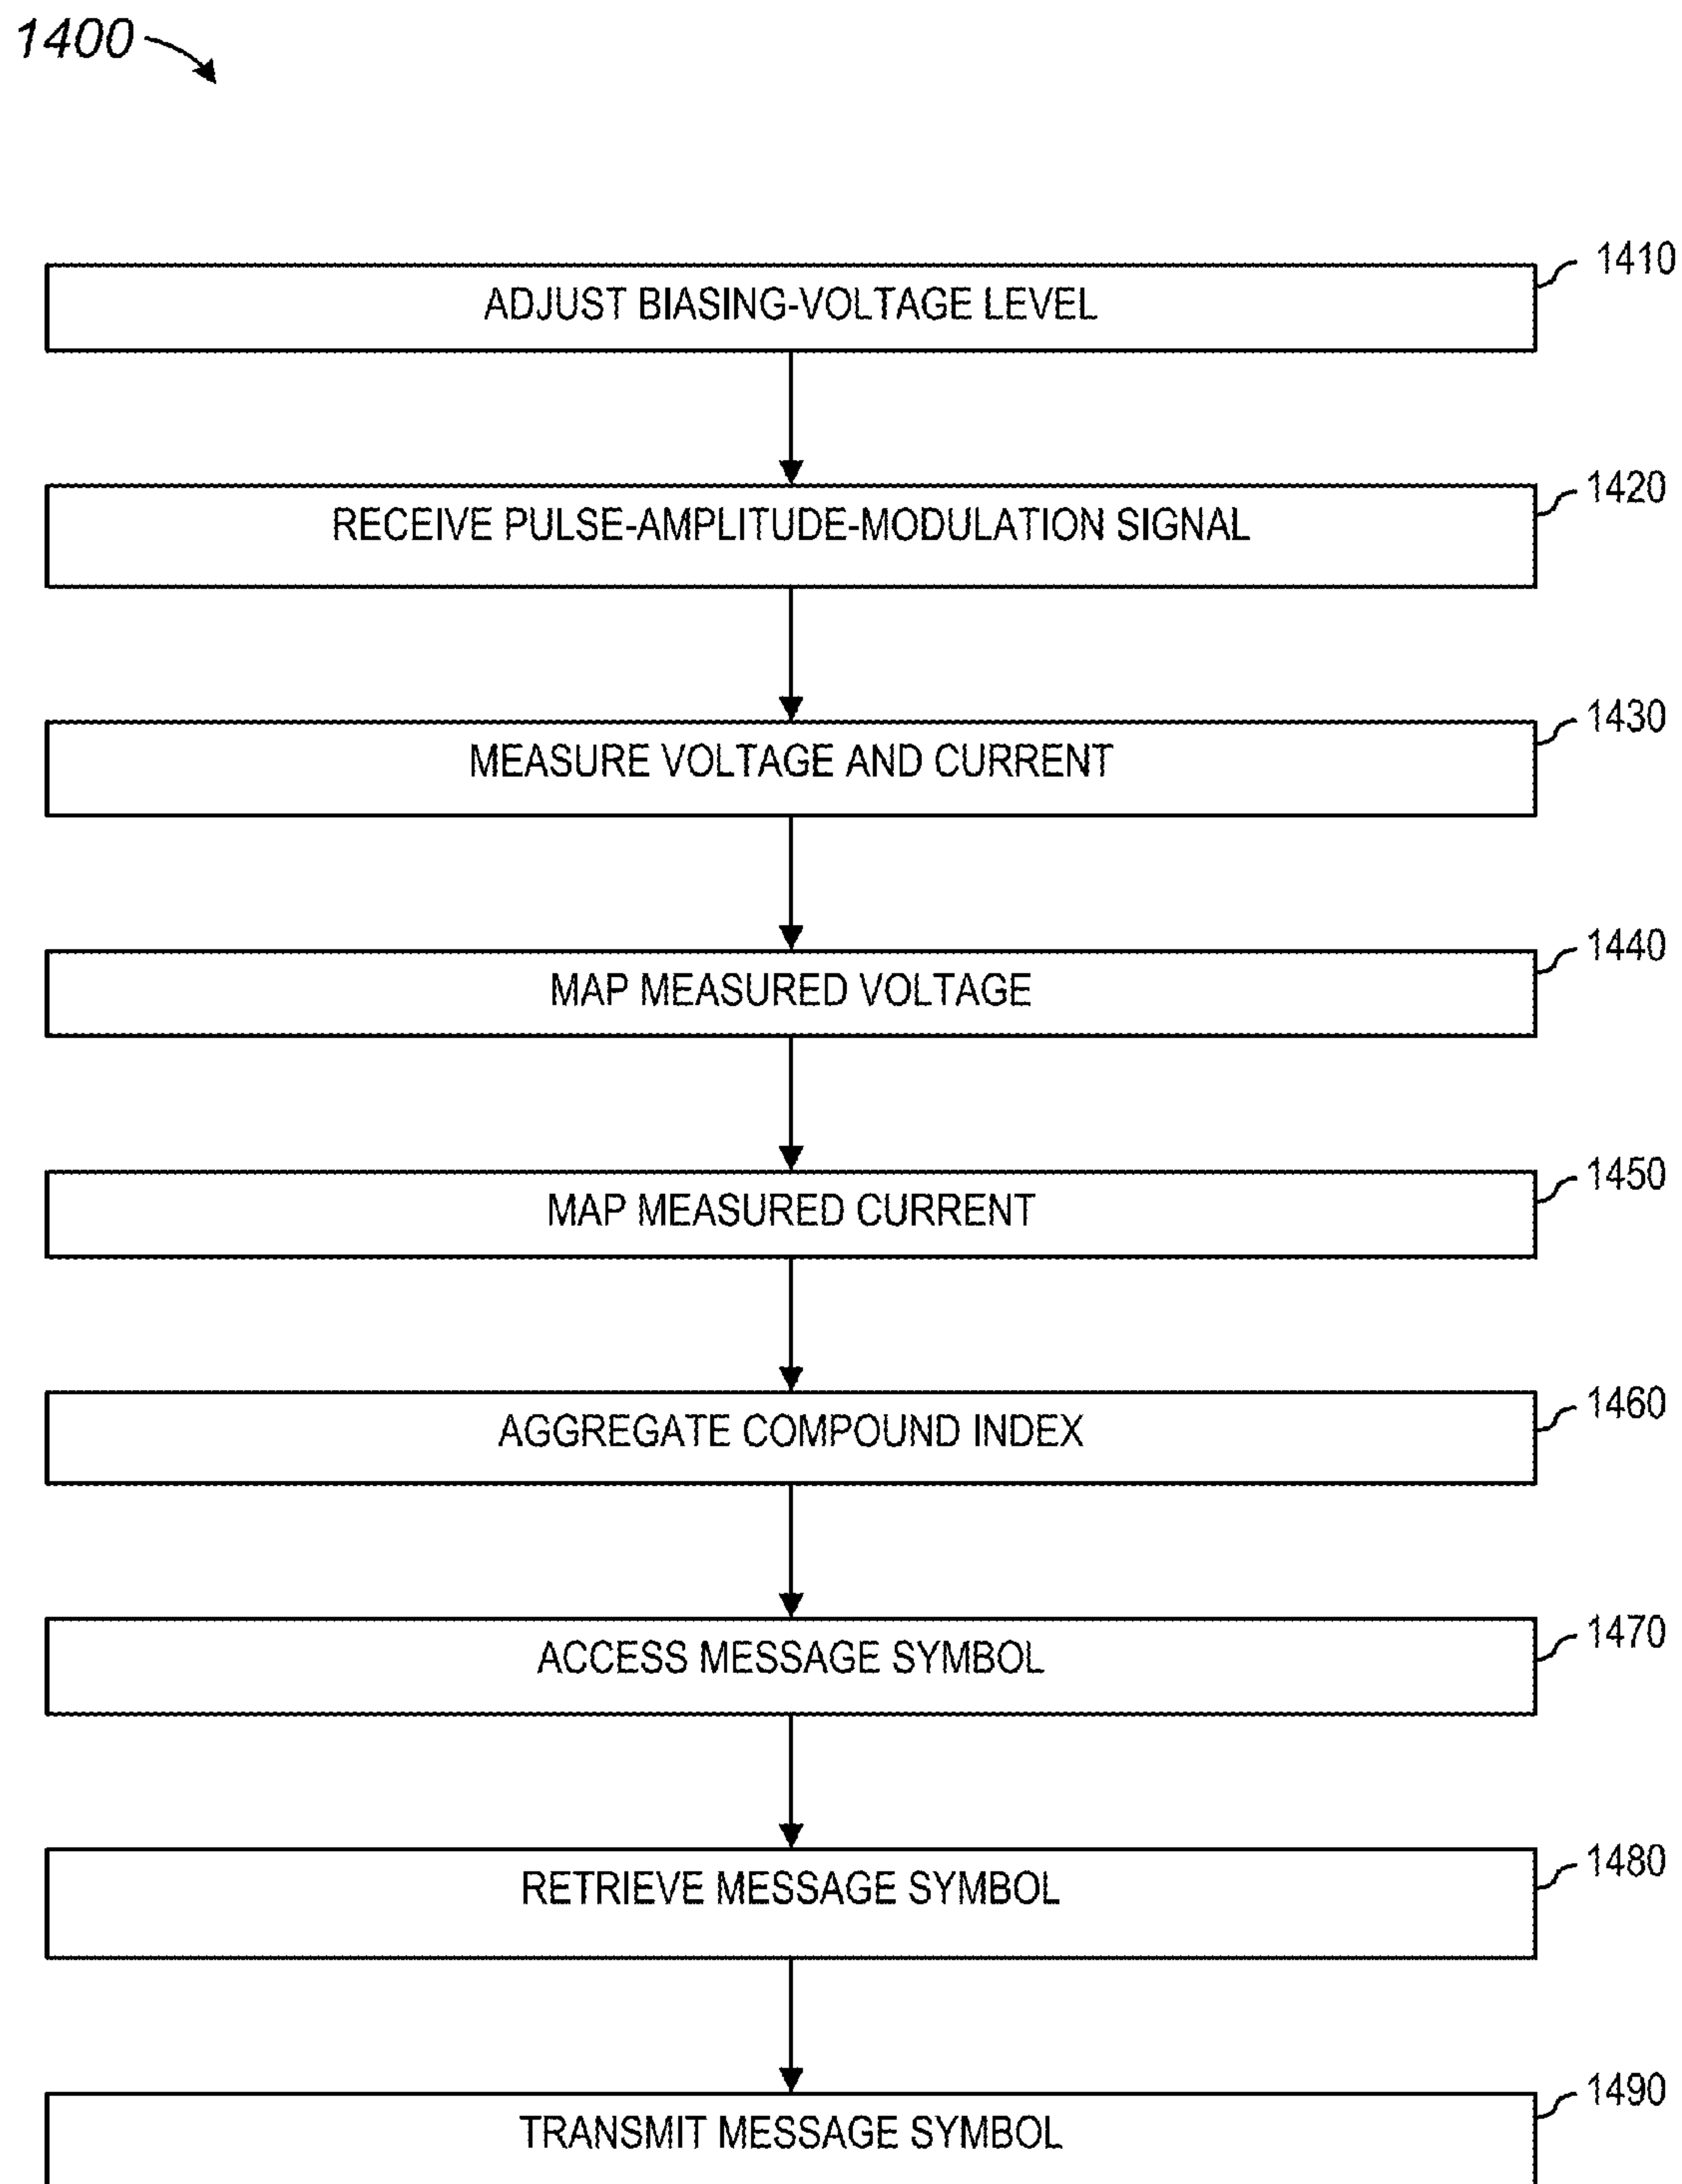 1400
1410
ADJUST BIASING-VOLTAGE LEVEL
1420
RECEIVE PULSE-AMPLITUDE-MODULATION SIGNAL
1430
MEASURE VOLTAGE AND CURRENT
1440
MAP MEASURED VOLTAGE
1450
MAP MEASURED CURRENT
1460
AGGREGATE COMPOUND INDEX
1470
ACCESS MESSAGE SYMBOL
1480
RETRIEVE MESSAGE SYMBOL
1490
TRANSMIT MESSAGE SYMBOL